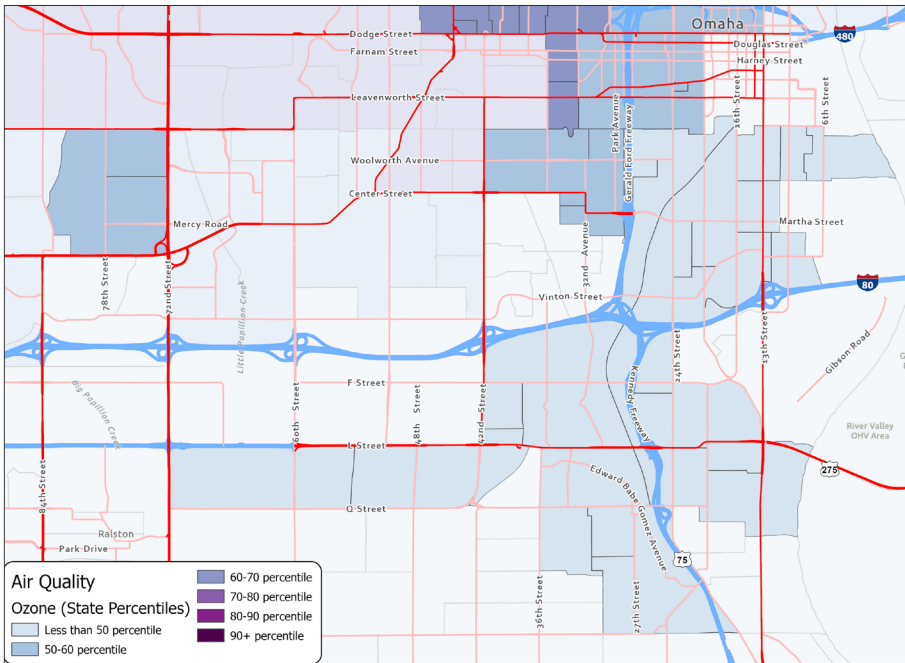 Omaha
480
Dodge Street
Farnam Street
Douglas Street
Harney Street
Leavenworth Street
16th Street
6th Street
Park Avenue
Gerald Ford Freeway
Woolworth Avenue
Center Street
Mercy Road
Martha Street
78th Street
72nd Street
Little Papillion Creek
32nd Avenue
80
Vinton Street
13th Street
24th Street
Gibson Road
F Street
Big Papillion Creek
60th Street
48th Street
42nd Street
Kennedy Freeway
River Valley
OHV Area
L Street
275
84th Street
Edward Babe Gomez Avenue
Q Street
Ralston
Park Drive
75
36th Street
27th Street
Air Quality
Ozone (State Percentiles)
Less than 50 percentile
50-60 percentile
60-70 percentile
70-80 percentile
80-90 percentile
90+ percentile